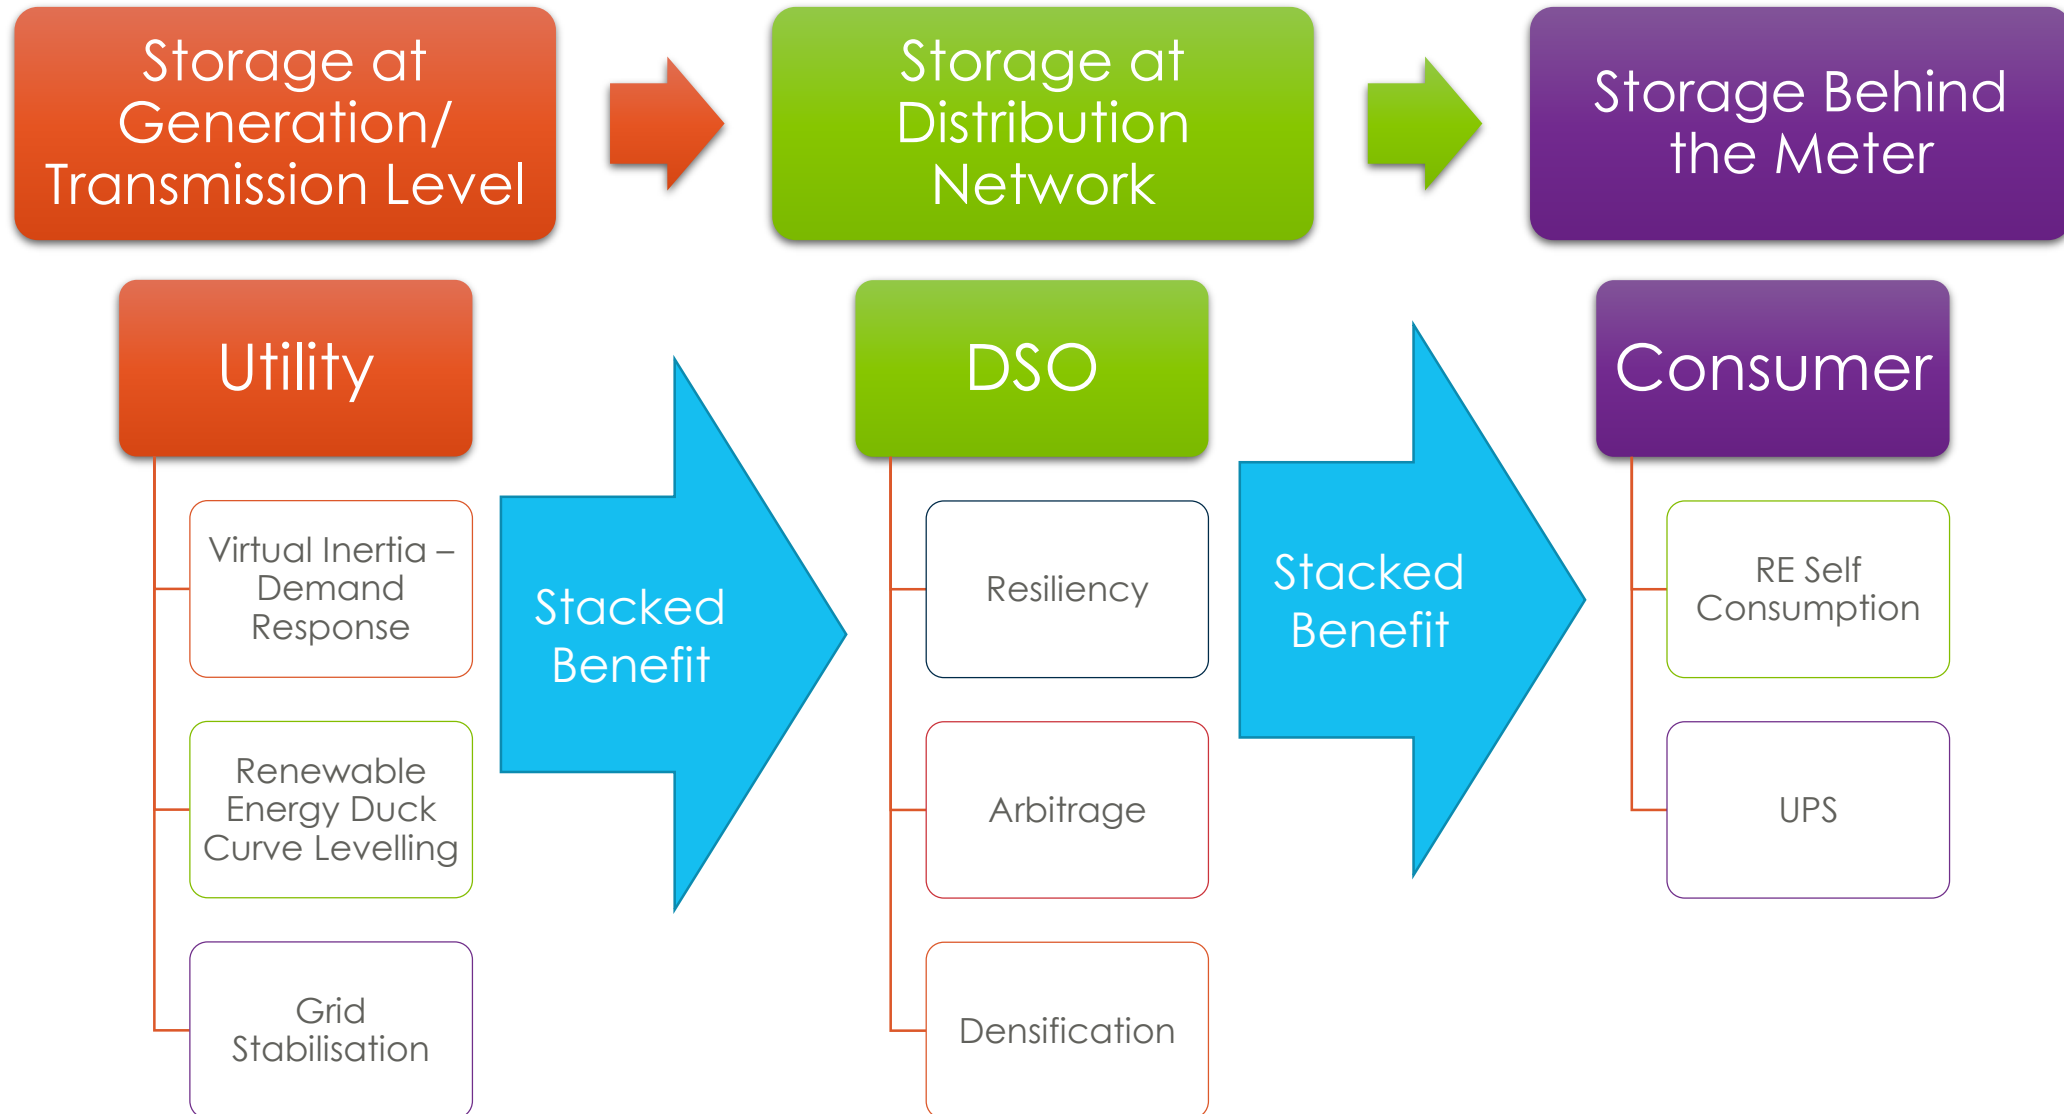 Storage at
Generation/
Transmission Level
Storage at
Distribution
Network
Storage Behind
the Meter
Utility
DSO
Consumer
Virtual Inertia –
Demand
Response
Renewable
Energy Duck
Curve Levelling
Grid
Stabilisation
Stacked
Benefit
Resiliency
Arbitrage
Densification
Stacked
Benefit
RE Self
Consumption
UPS